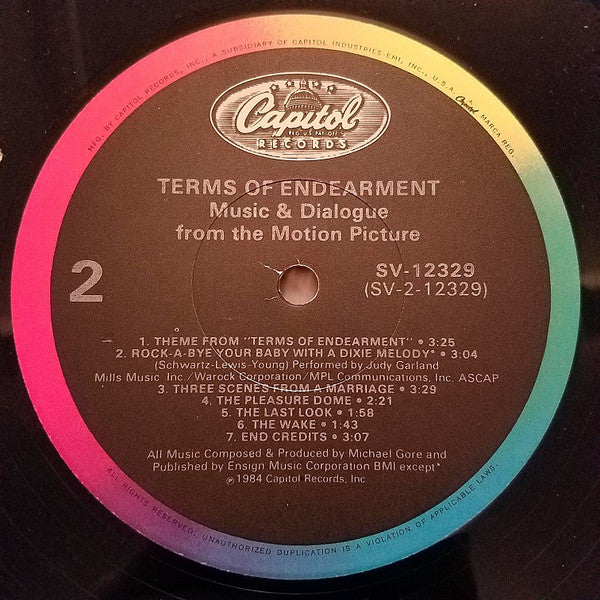 MFG. BY CAPITOL RECORDS, INC., A SUBSIDIARY OF CAPITOL INDUSTRIES-EMI, INC., U.S.A. Capitol MARCA REG.
Capitol
REG. U.S. PAT. OFF.
RECORDS
TERMS OF ENDEARMENT
Music & Dialogue
from the Motion Picture
2
SV-12329
(SV-2-12329)
1. THEME FROM "TERMS OF ENDEARMENT" • 3:25
2. ROCK-A-BYE YOUR BABY WITH A DIXIE MELODY* • 3:04
(Schwartz-Lewis-Young) Performed by Judy Garland
Mills Music Inc./Warock Corporation/MPL Communications, Inc. ASCAP
3. THREE SCENES FROM A MARRIAGE • 3:29
4. THE PLEASURE DOME • 2:21
5. THE LAST LOOK • 1:58
6. THE WAKE • 1:43
7. END CREDITS • 3:07
All Music Composed & Produced by Michael Gore and
Published by Ensign Music Corporation BMI except*
℗1984 Capitol Records, Inc
ALL RIGHTS RESERVED. UNAUTHORIZED DUPLICATION IS A VIOLATION OF APPLICABLE LAWS.